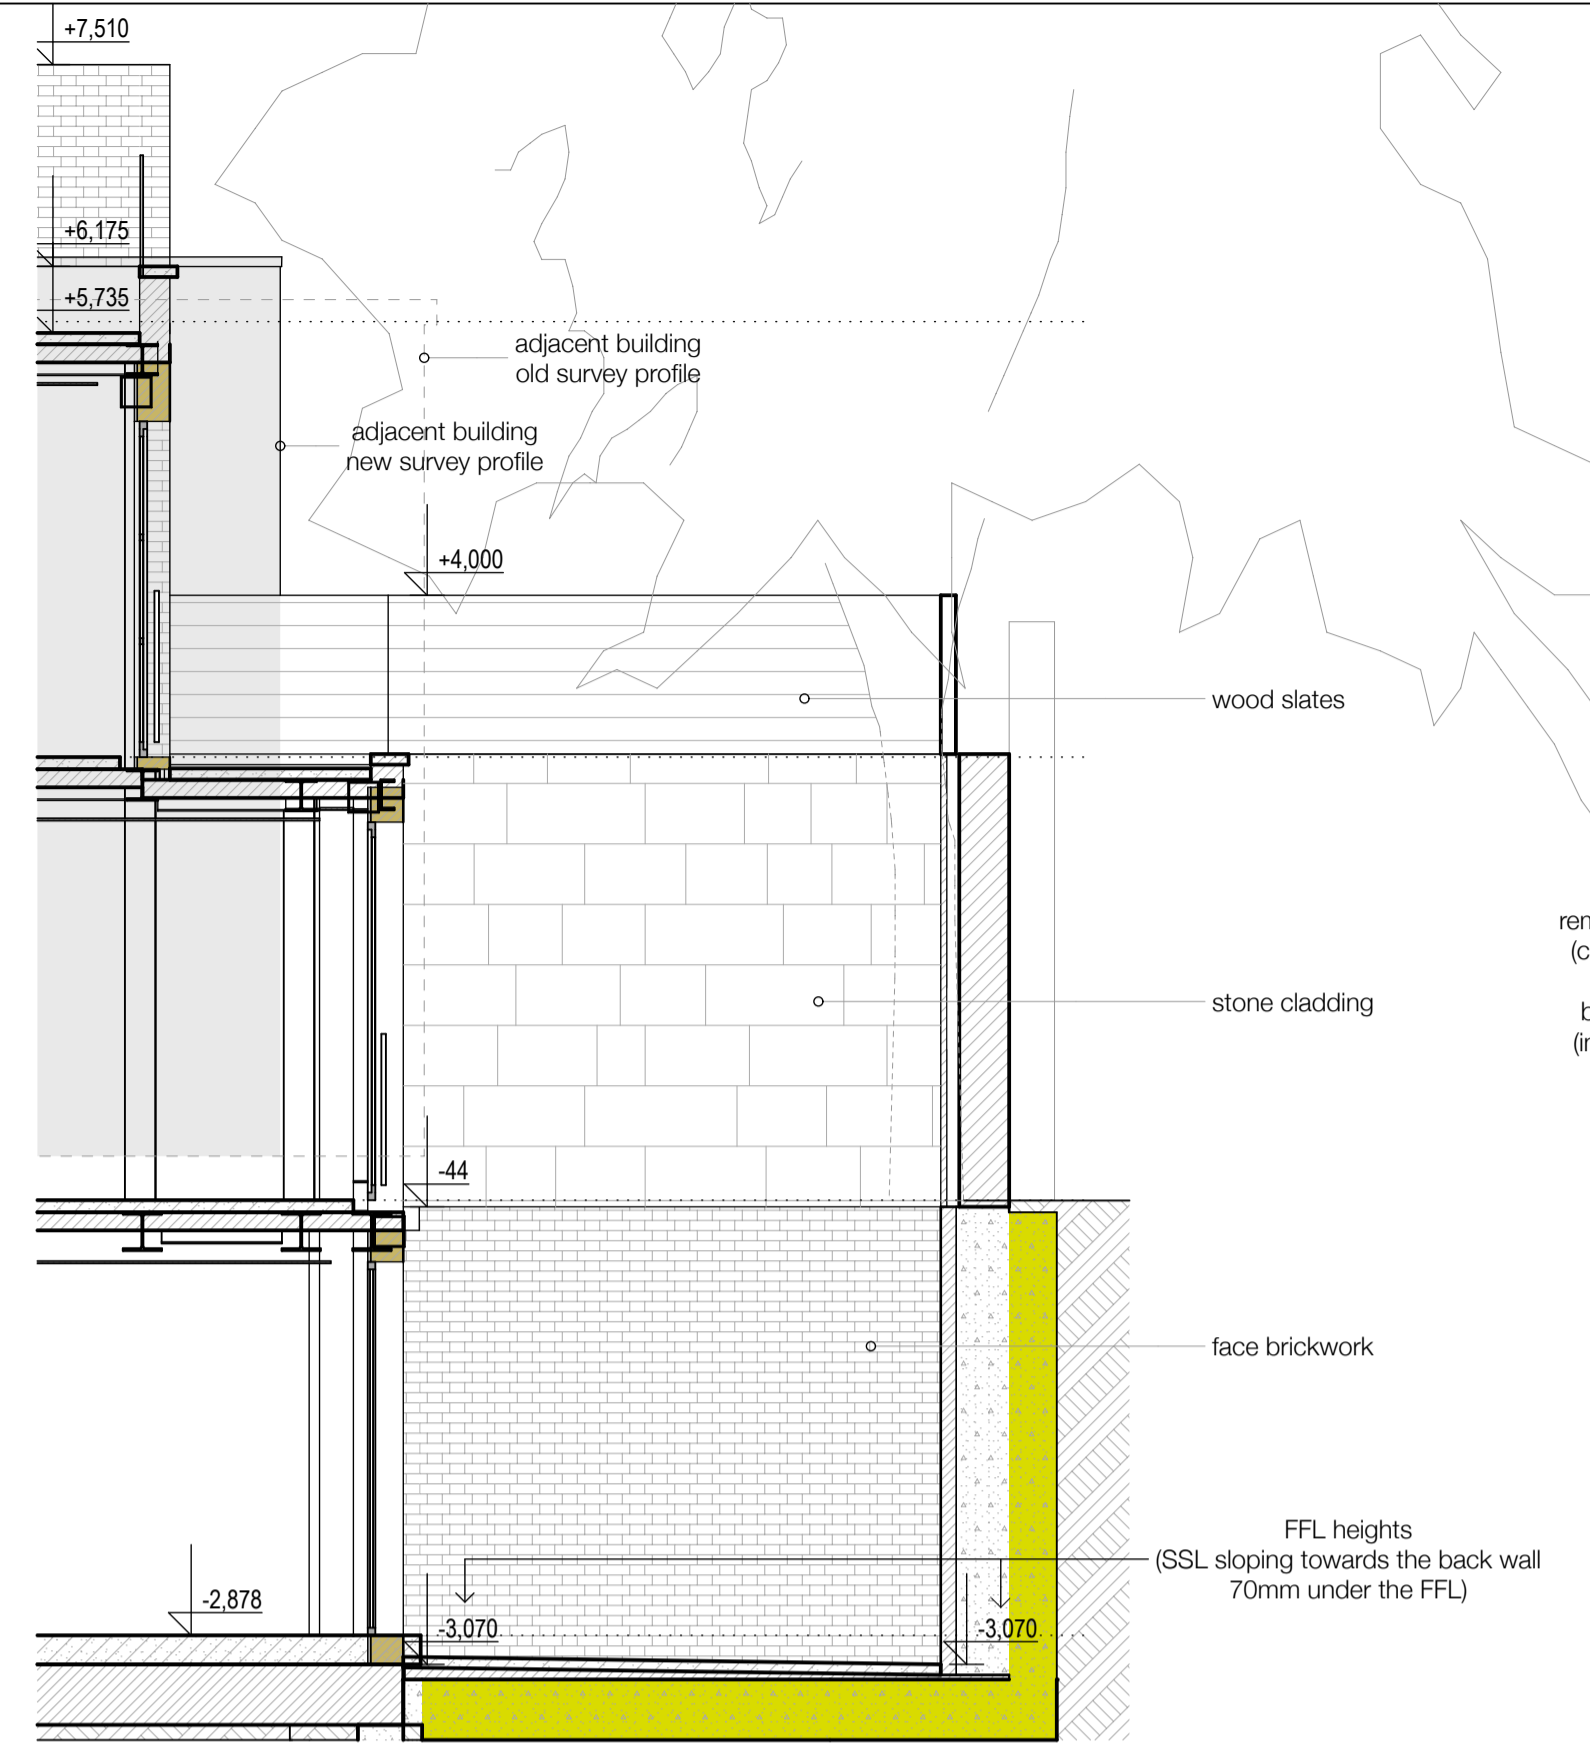 +7,510
+6,175
+5,735
adjacent building
old survey profile
adjacent building
new survey profile
+4,000
wood slates
stone cladding
-44
face brickwork
FFL heights
(SSL sloping towards the back wall
70mm under the FFL)
-2,878
-3,070
-3,070